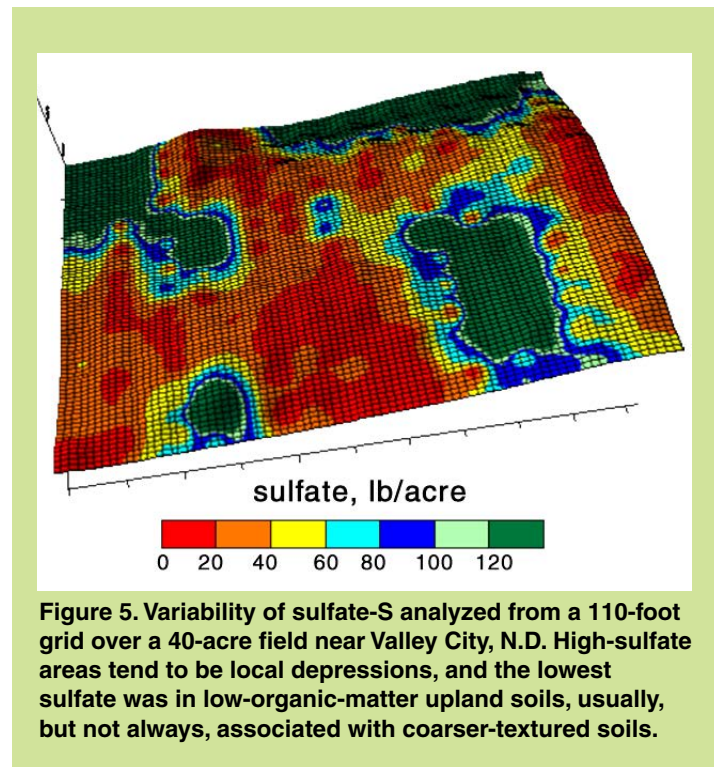 sulfate, lb/acre
0 20 40 60 80 100 120
Figure 5. Variability of sulfate-S analyzed from a 110-foot
grid over a 40-acre field near Valley City, N.D. High-sulfate
areas tend to be local depressions, and the lowest
sulfate was in low-organic-matter upland soils, usually,
but not always, associated with coarser-textured soils.